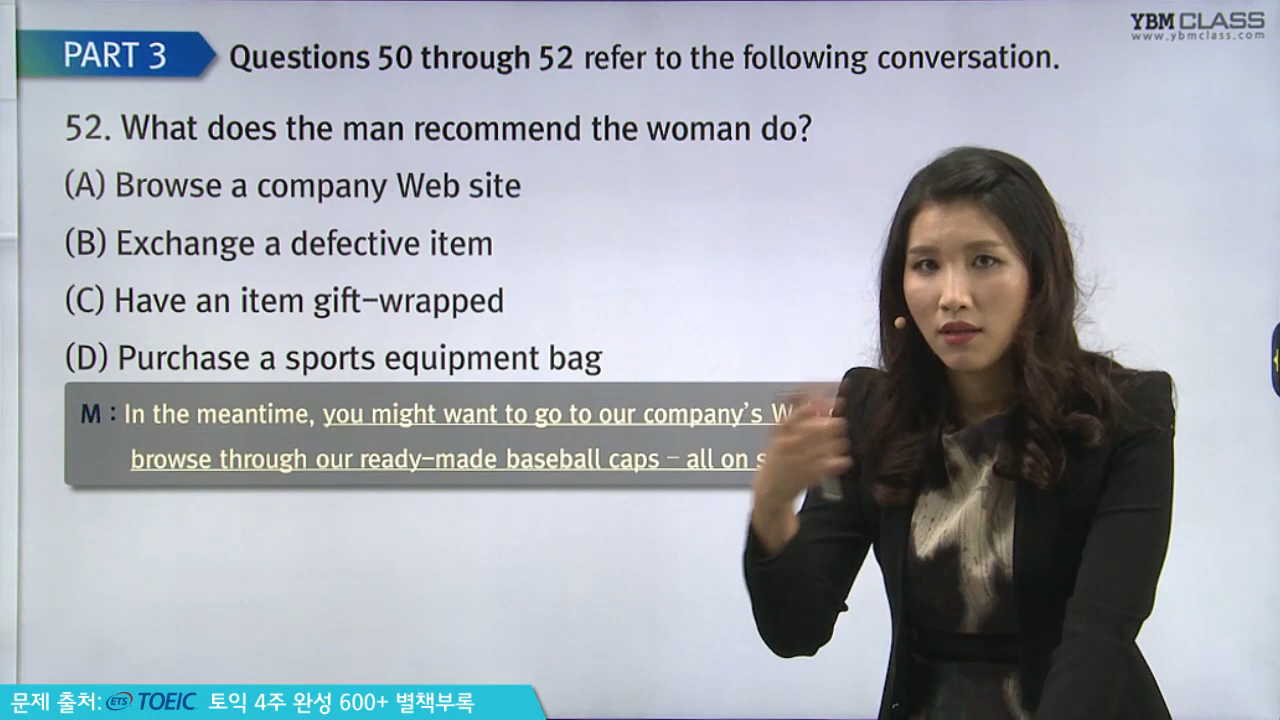 YBM CLASS
www.ybmclass.com
PART 3 Questions 50 through 52 refer to the following conversation.
52. What does the man recommend the woman do?
(A) Browse a company Web site
(B) Exchange a defective item
(C) Have an item gift-wrapped
(D) Purchase a sports equipment bag
M : In the meantime, you might want to go to our company's
browse through our ready-made baseball caps – all on
문제 출처: ETS TOEIC 토익 4주 완성 600+ 별책부록